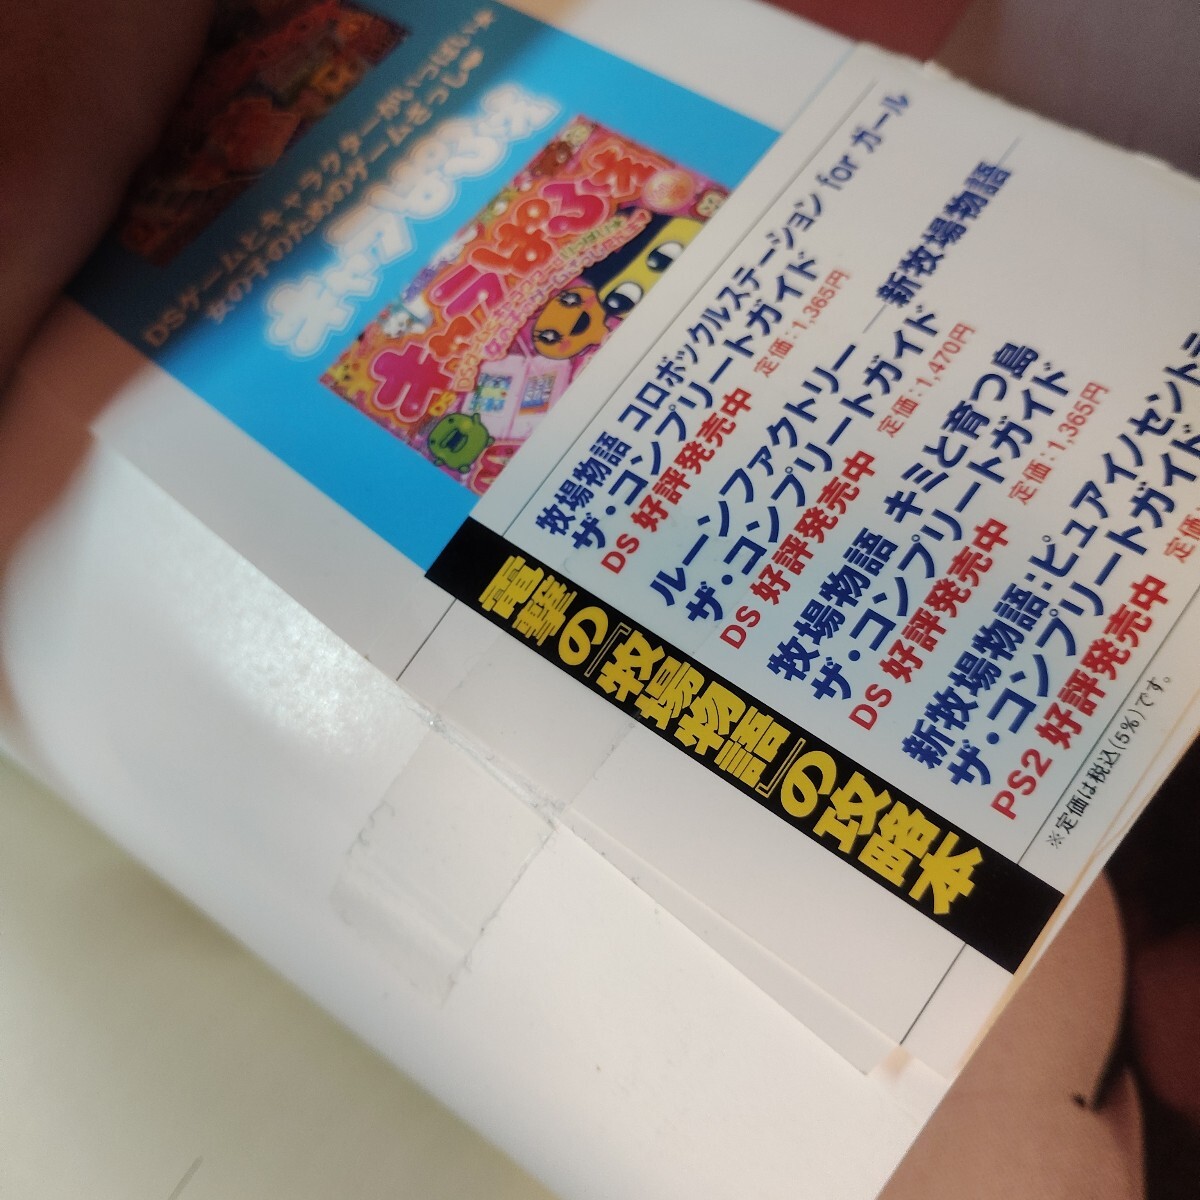 DSゲームとキャラクターがいっぱい★
女の子のためのゲームざっし♥
キャラぱふぇ
キャラぱふぇ
電撃の『牧場物語』の攻略本
牧場物語 コロボックルステーション for ガール
ザ・コンプリートガイド
DS 好評発売中 定価：1,365円
ルーンファクトリー ―新牧場物語―
ザ・コンプリートガイド
DS 好評発売中 定価：1,470円
牧場物語 キミと育つ島
ザ・コンプリートガイド
DS 好評発売中 定価：1,365円
新牧場物語：ピュアイノセント
ザ・コンプリートガイド
PS2 好評発売中 定価
※定価は税込(5%)です。